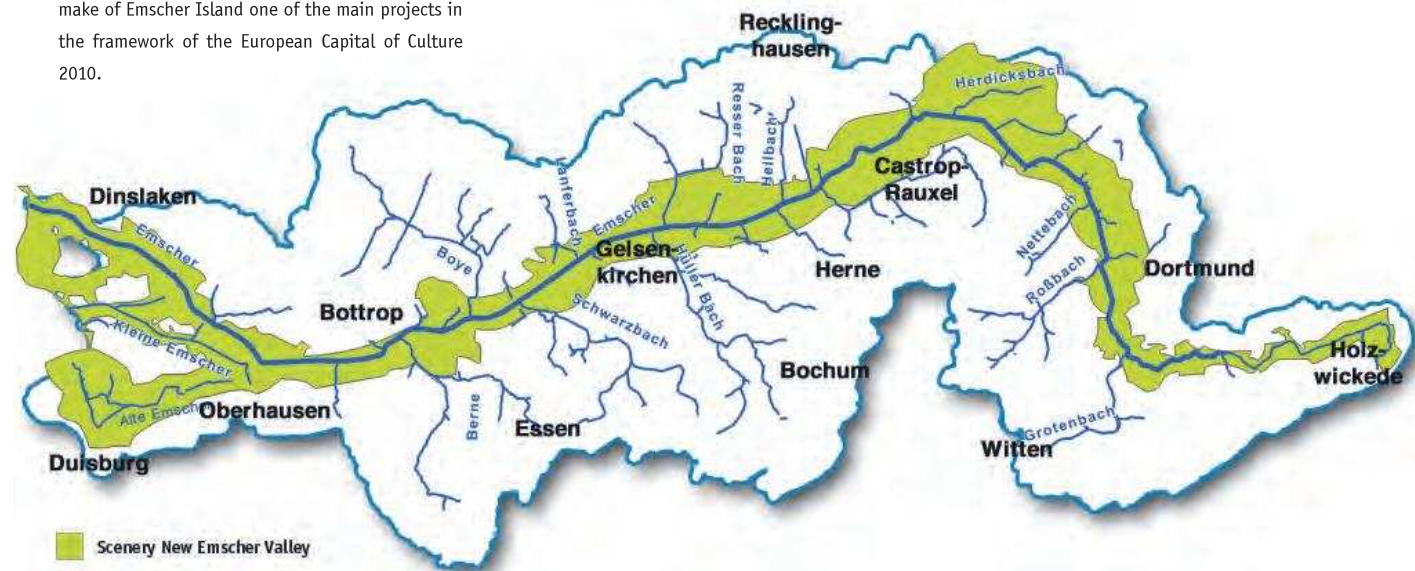 make of Emscher Island one of the main projects in
the framework of the European Capital of Culture
2010.
Reckling-
hausen
Herdicksbach
Resser Bach
Hellbach
Castrop-
Rauxel
Dinslaken
Emscher
Lanferbach
Emscher
Boye
Gelsen-
kirchen
Hüller Bach
Herne
Nettebach
Roßbach
Dortmund
Bottrop
Schwarzbach
Kleine Emscher
Bochum
Holz-
wickede
Alte Emscher
Oberhausen
Berne
Essen
Grotenbach
Witten
Duisburg
Scenery New Emscher Valley